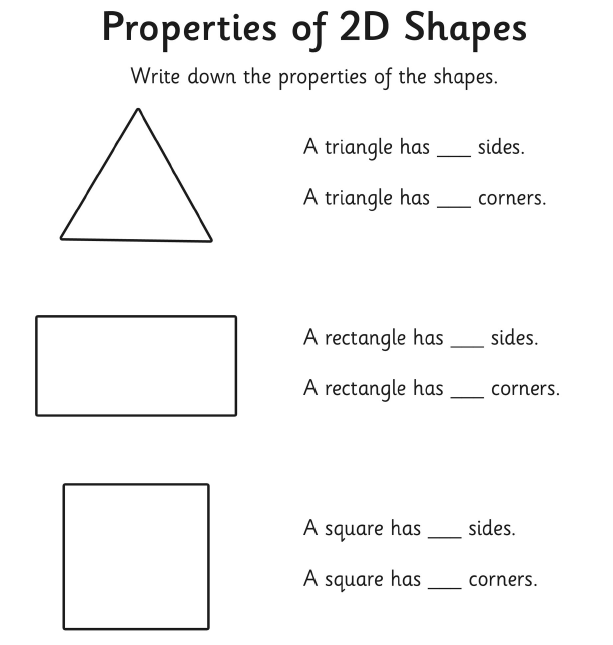 Properties of 2D Shapes
Write down the properties of the shapes.
A triangle has ___ sides.
A triangle has ___ corners.
A rectangle has ___ sides.
A rectangle has ___ corners.
A square has ___ sides.
A square has ___ corners.